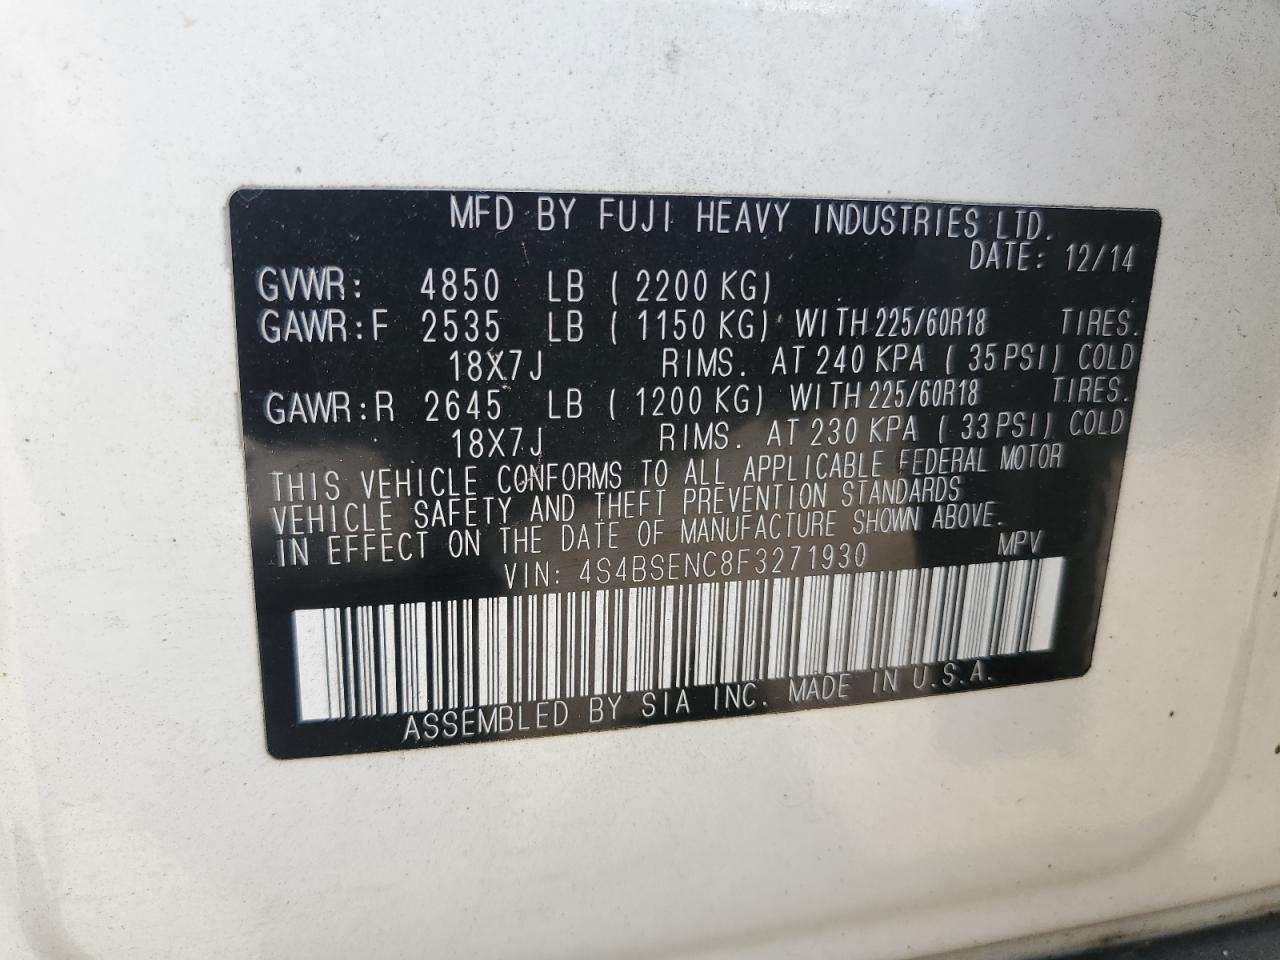 MFD BY FUJI HEAVY INDUSTRIES LTD.
DATE: 12/14
GVWR: 4850 LB (2200 KG)
GAWR:F 2535 LB (1150 KG) WITH 225/60R18 TIRES.
18X7J RIMS. AT 240 KPA (35 PSI) COLD
GAWR:R 2645 LB (1200 KG) WITH 225/60R18 TIRES.
18X7J RIMS. AT 230 KPA (33 PSI) COLD
THIS VEHICLE CONFORMS TO ALL APPLICABLE FEDERAL MOTOR
VEHICLE SAFETY AND THEFT PREVENTION STANDARDS
IN EFFECT ON THE DATE OF MANUFACTURE SHOWN ABOVE.
VIN: 4S4BSENC8F3271930 MPV
ASSEMBLED BY SIA INC. MADE IN U.S.A.